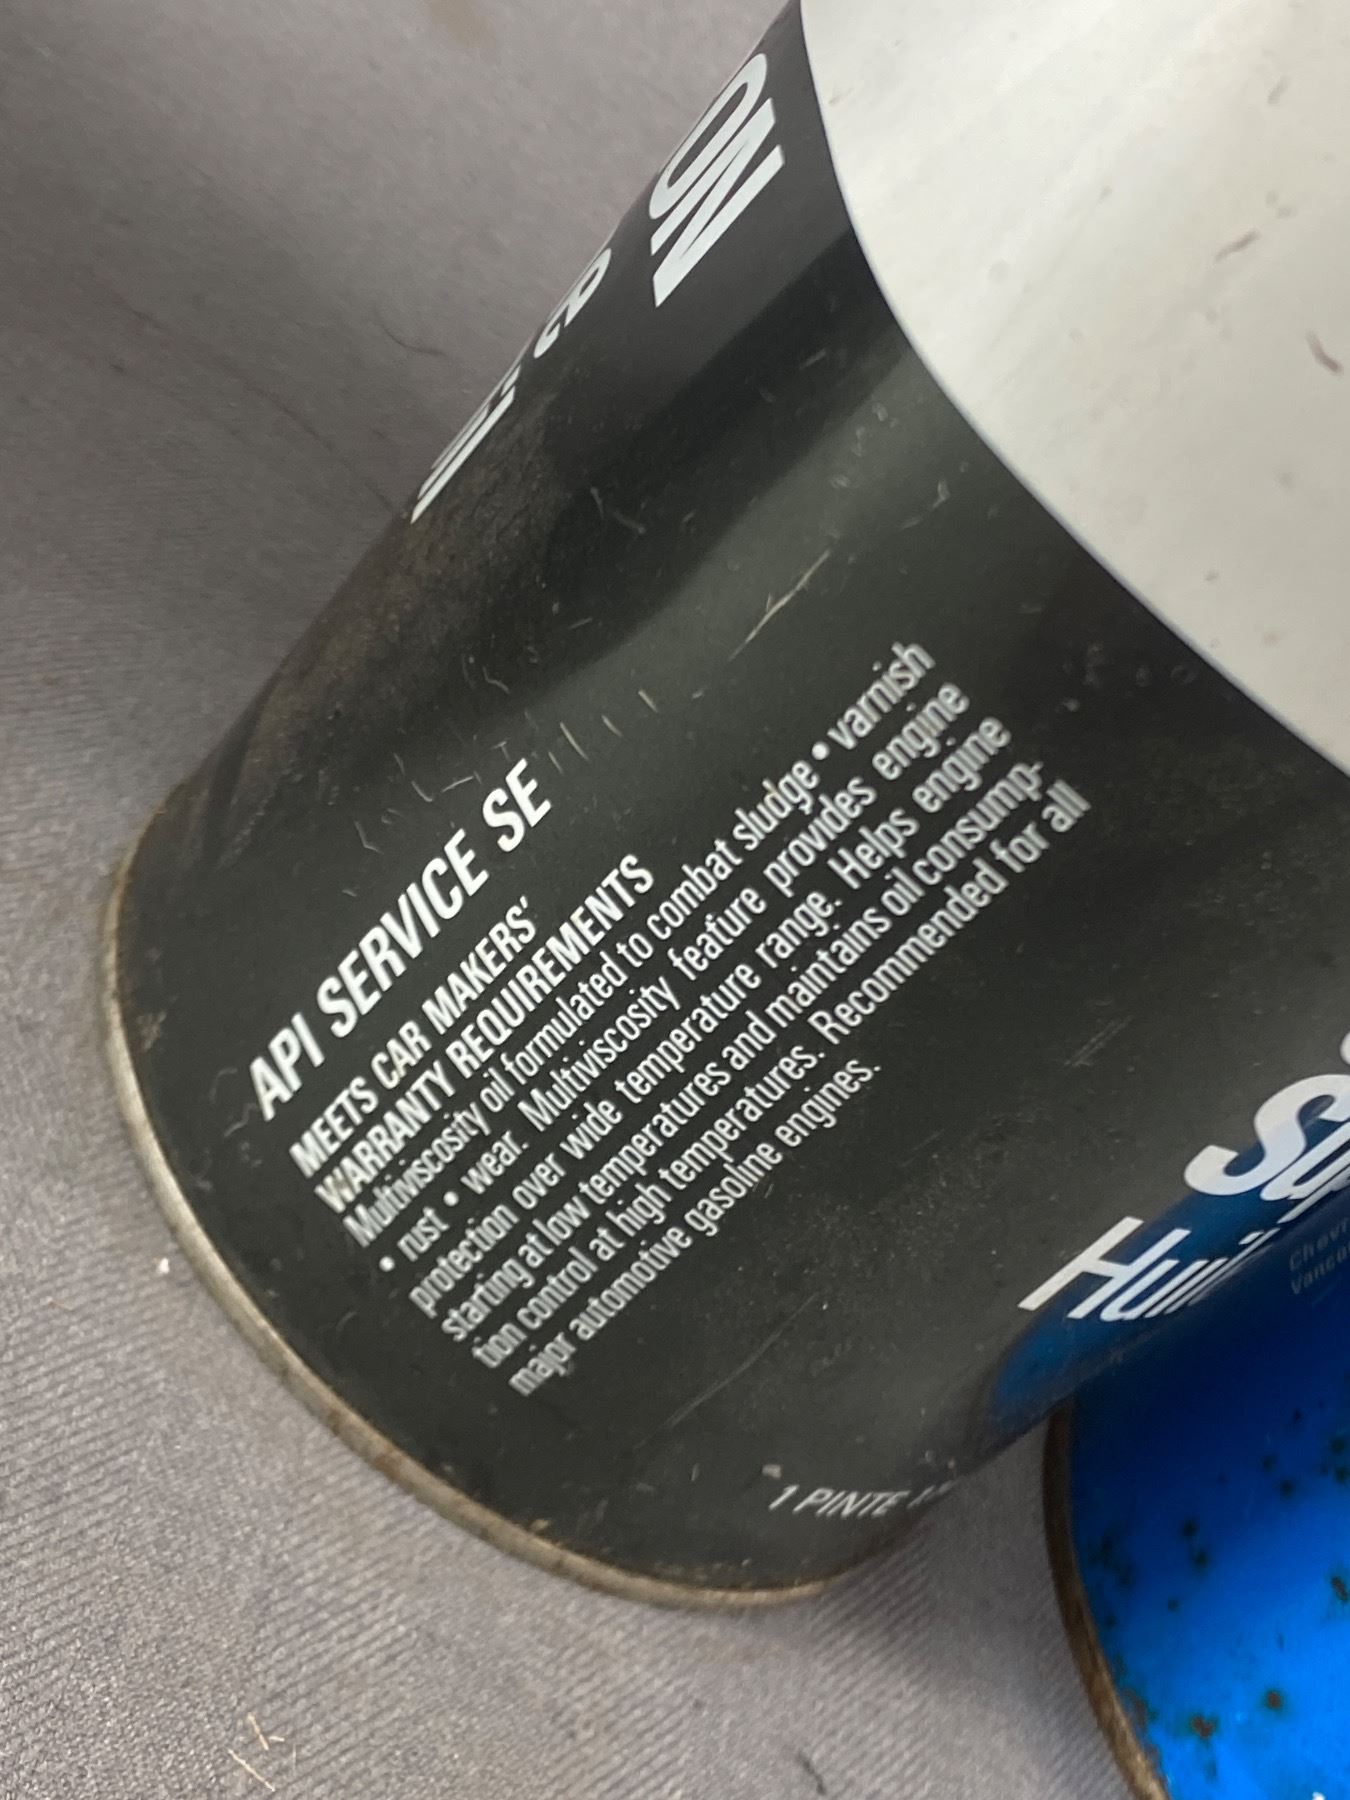 ON
API SERVICE SE
MEETS CAR MAKERS'
WARRANTY REQUIREMENTS
Multiviscosity oil formulated to combat sludge • varnish
• rust • wear. Multiviscosity feature provides engine
protection over wide temperature range. Helps engine
starting at low temperatures and maintains oil consump-
tion control at high temperatures. Recommended for all
major automotive gasoline engines.
1 PINTE